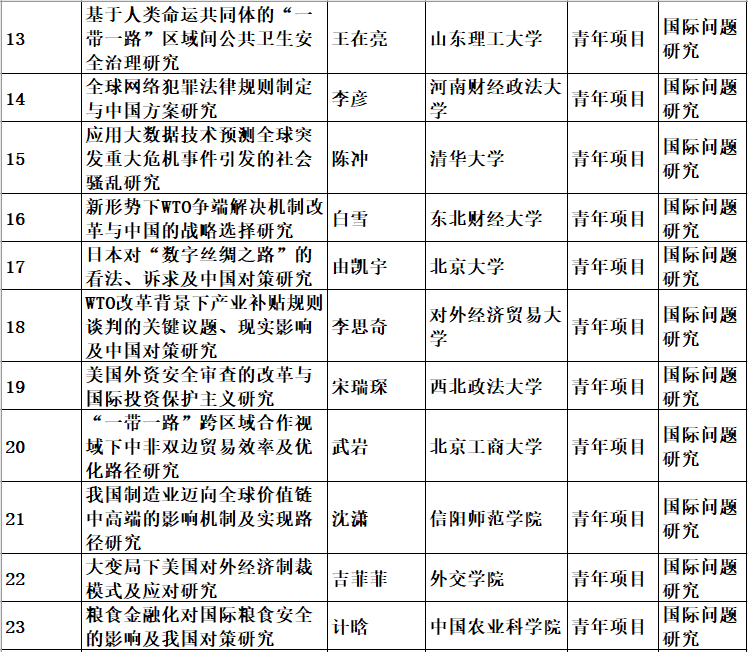 13 基于人类命运共同体的“一带一路”区域间公共卫生安全治理研究 王在亮 山东理工大学 青年项目 国际问题研究
14 全球网络犯罪法律规则制定与中国方案研究 李彦 河南财经政法大学 青年项目 国际问题研究
15 应用大数据技术预测全球突发重大危机事件引发的社会骚乱研究 陈冲 清华大学 青年项目 国际问题研究
16 新形势下WTO争端解决机制改革与中国的战略选择研究 白雪 东北财经大学 青年项目 国际问题研究
17 日本对“数字丝绸之路”的看法、诉求及中国对策研究 由凯宇 北京大学 青年项目 国际问题研究
18 WTO改革背景下产业补贴规则谈判的关键议题、现实影响及中国对策研究 李思奇 对外经济贸易大学 青年项目 国际问题研究
19 美国外资安全审查的改革与国际投资保护主义研究 宋瑞琛 西北政法大学 青年项目 国际问题研究
20 “一带一路”跨区域合作视域下中非双边贸易效率及优化路径研究 武岩 北京工商大学 青年项目 国际问题研究
21 我国制造业迈向全球价值链中高端的影响机制及实现路径研究 沈潇 信阳师范学院 青年项目 国际问题研究
22 大变局下美国对外经济制裁模式及应对研究 吉菲菲 外交学院 青年项目 国际问题研究
23 粮食金融化对国际粮食安全的影响及我国对策研究 计晗 中国农业科学院 青年项目 国际问题研究